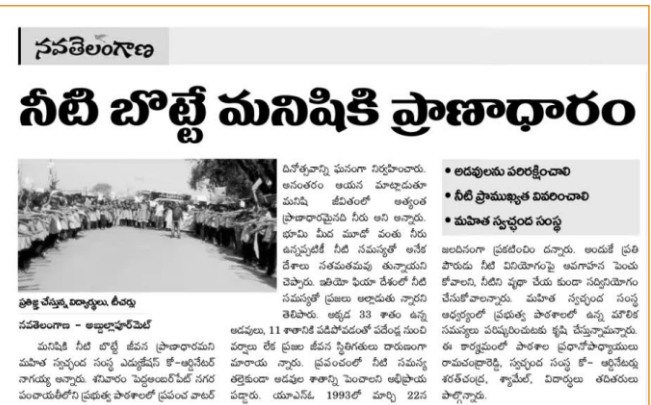 నవతెలంగాణ
నీటి బొట్టే మనిషికి ప్రాణాధారం
ప్రతిజ్ఞ చేస్తున్న విద్యార్థులు, టీచర్లు
నవతెలంగాణ - అబ్దుల్లాపూర్‌మెట్
మనిషికి నీటి బొట్టే జీవన ప్రాణాధారమని
మహిత స్వచ్ఛంద సంస్థ ఎడ్యుకేషన్ కో-ఆర్డినేటర్
నాగయ్య అన్నారు. శనివారం పెద్దఅంబర్‌పేట్ నగర
పంచాయతీలోని ప్రభుత్వ పాఠశాలలో ప్రపంచ వాటర్
దినోత్సవాన్ని ఘనంగా నిర్వహించారు.
అనంతరం ఆయన మాట్లాడుతూ
మనిషి జీవితంలో అత్యంత
ప్రాణాధారమైనది నీరు అని అన్నారు.
భూమి మీద మూడో వంతు నీరు
ఉన్నప్పటికీ నీటి సమస్యతో అనేక
దేశాలు సతమతమవు తున్నాయని
చెప్పారు. ఇథియో ఫియా దేశంలో నీటి
సమస్యతో ప్రజలు అల్లాడుతు న్నారని
తెలిపారు. అక్కడ 33 శాతం ఉన్న
అడవులు, 11 శాతానికి పడిపోవడంతో పదేండ్ల నుంచి
వర్షాలు లేక ప్రజల జీవన స్థితిగతులు దారుణంగా
మారాయ న్నారు. ప్రపంచంలో నీటి సమస్య
తలెత్తకుండా అడవుల శాతాన్ని పెంచాలని అభిప్రాయ
పడ్డారు. యూఎన్ఓ 1993లో మార్చి 22న
• అడవులను పరిరక్షించాలి
• నీటి ప్రాముఖ్యత వివరించాలి
• మహిత స్వచ్ఛంద సంస్థ
జలదినంగా ప్రకటించిం దన్నారు. అందుకే ప్రతి
పౌరుడు నీటి వినియోగంపై అవగాహన పెంచు
కోవాలని, నీటిని వృథా చేయ కుండా సద్వినియోగం
చేసుకోవాలన్నారు. మహిత స్వచ్ఛంద సంస్థ
ఆధ్వర్యంలో ప్రభుత్వ పాఠశాలలలో ఉన్న మౌలిక
సమస్యలు పరిష్కరించుటకు కృషి చేస్తున్నామన్నారు.
ఈ కార్యక్రమంలో పాఠశాల ప్రధానోపాధ్యాయులు
రామచంద్రారెడ్డి, స్వచ్ఛంద సంస్థ కో- ఆర్డినేటర్లు
శరత్‌చంద్ర, శ్యామేల్, విదార్థులు తదితరులు
పాల్గొన్నారు.